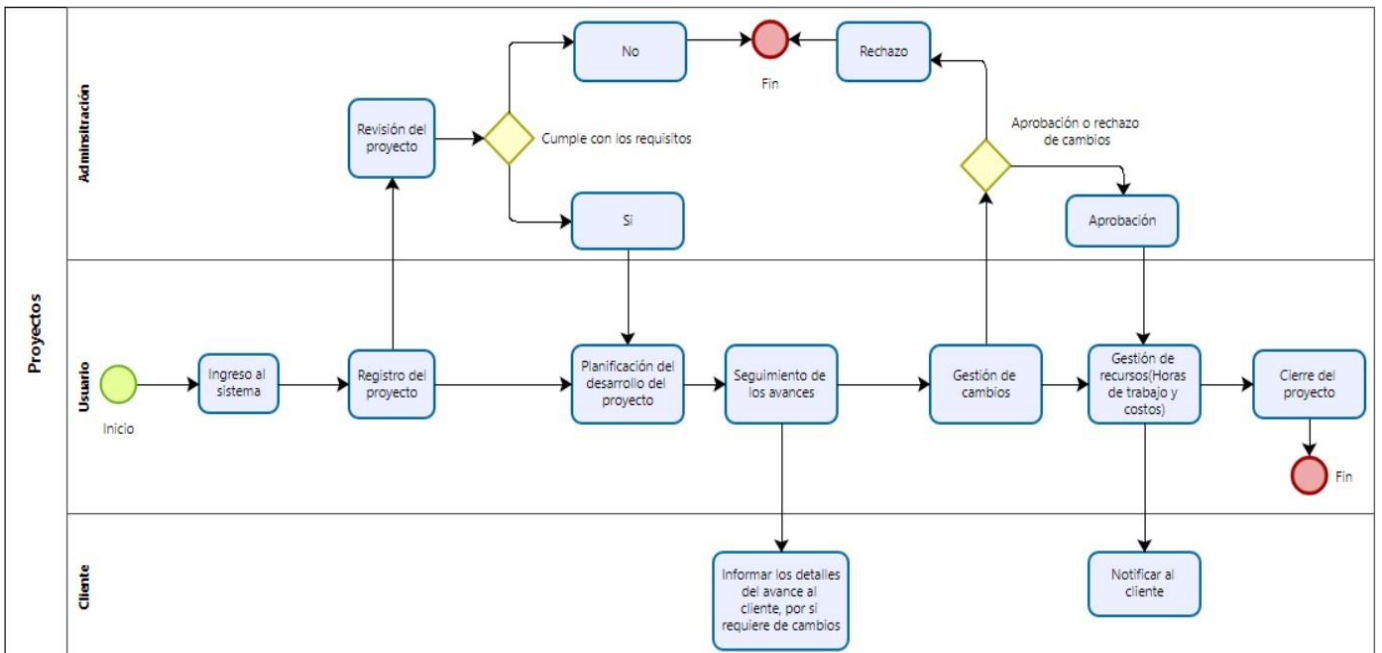 Proyectos
Adminsitración
No
Fin
Rechazo
Revisión del
proyecto
Cumple con los requisitos
Aprobación o rechazo
de cambios
Si
Aprobación
Usuario
Inicio
Ingreso al
sistema
Registro del
proyecto
Planificación del
desarrollo del
proyecto
Seguimiento de
los avances
Gestión de
cambios
Gestión de
recursos(Horas
de trabajo y
costos)
Cierre del
proyecto
Fin
Cliente
Informar los detalles
del avance al
cliente, por si
requiere de cambios
Notificar al
cliente